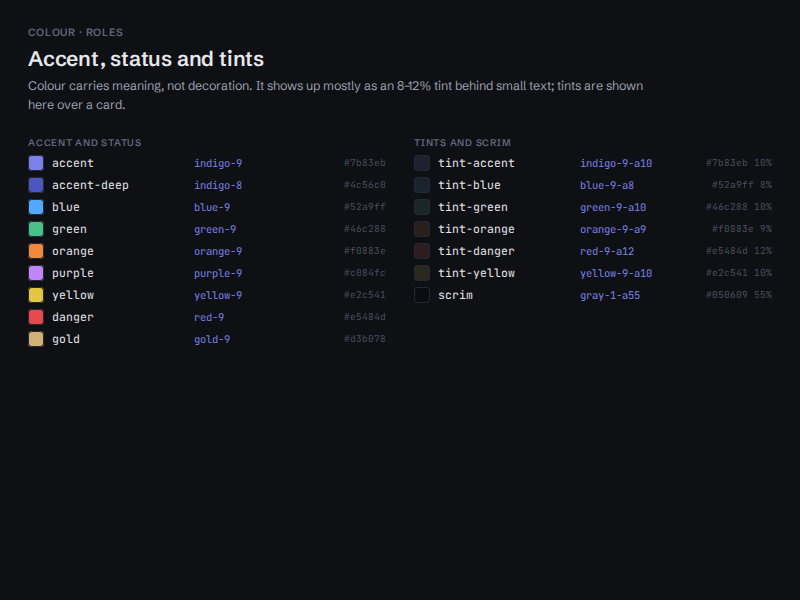 COLOUR · ROLES
Accent, status and tints
Colour carries meaning, not decoration. It shows up mostly as an 8-12% tint behind small text; tints are shown
here over a card.
ACCENT AND STATUS
accent indigo-9 #7b83eb
accent-deep indigo-8 #4c56c0
blue blue-9 #52a9ff
green green-9 #46c288
orange orange-9 #f0883e
purple purple-9 #c084fc
yellow yellow-9 #e2c541
danger red-9 #e5484d
gold gold-9 #d3b078
TINTS AND SCRIM
tint-accent indigo-9-a10 #7b83eb 10%
tint-blue blue-9-a8 #52a9ff 8%
tint-green green-9-a10 #46c288 10%
tint-orange orange-9-a9 #f0883e 9%
tint-danger red-9-a12 #e5484d 12%
tint-yellow yellow-9-a10 #e2c541 10%
scrim gray-1-a55 #050609 55%